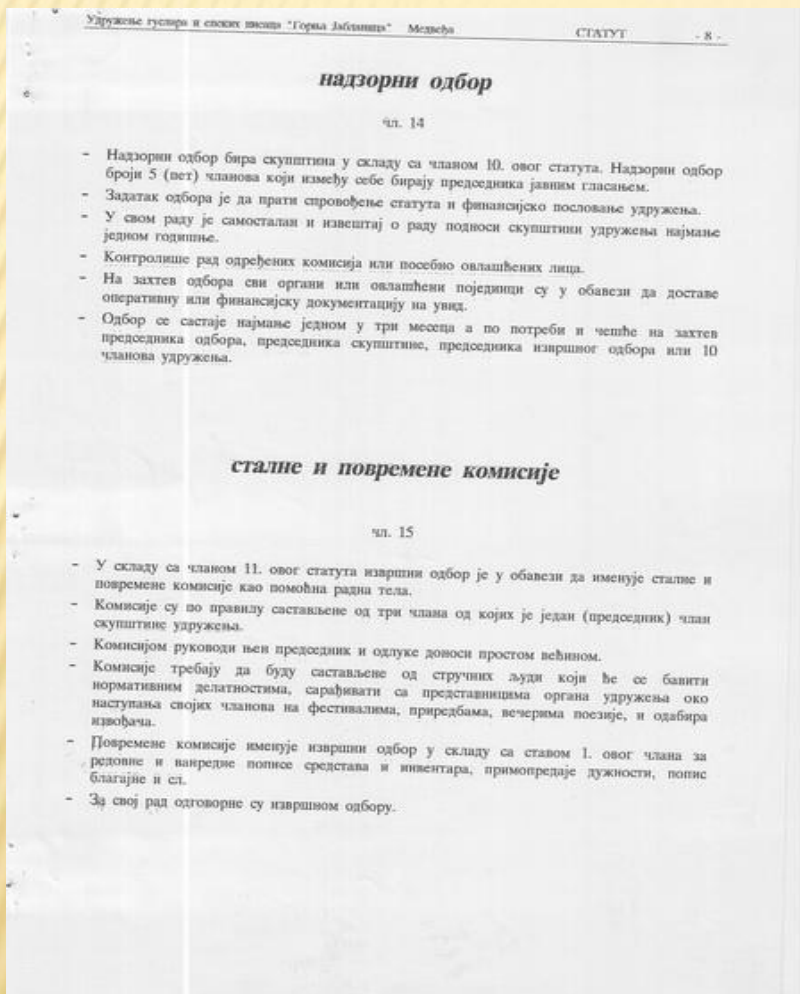 Удружење гуслара и епских писаца "Горња Јабланица" Медвеђа СТАТУТ - 8 -
надзорни одбор
чл. 14
- Надзорни одбор бира скупштина у складу са чланом 10. овог статута. Надзорни одбор
броји 5 (пет) чланова који између себе бирају председника јавним гласањем.
- Задатак одбора је да прати спровођење статута и финансијско пословање удружења.
- У свом раду је самосталан и извештај о раду подноси скупштини удружења најмање
једном годишње.
- Контролише рад одређених комисија или посебно овлашћених лица.
- На захтев одбора сви органи или овлашћени појединци су у обавези да доставе
оперативну или финансијску документацију на увид.
- Одбор се састаје најмање једном у три месеца а по потреби и чешће на захтев
председника одбора, председника скупштине, председника извршног одбора или 10
чланова удружења.
сталне и повремене комисије
чл. 15
- У складу са чланом 11. овог статута извршни одбор је у обавези да именује сталне и
повремене комисије као помоћна радна тела.
- Комисије су по правилу састављене од три члана од којих је један (председник) члан
скупштине удружења.
- Комисијом руководи њен председник и одлуке доноси простом већином.
- Комисије требају да буду састављене од стручних људи који ће се бавити
нормативним делатностима, сарађивати са представницима органа удружења око
наступања својих чланова на фестивалима, приредбама, вечерима поезије, и одабира
извођача.
- Повремене комисије именује извршни одбор у складу са ставом 1. овог члана за
редовне и ванредне пописе средстава и инвентара, примопредаје дужности, попис
благајне и сл.
- За свој рад одговорне су извршном одбору.